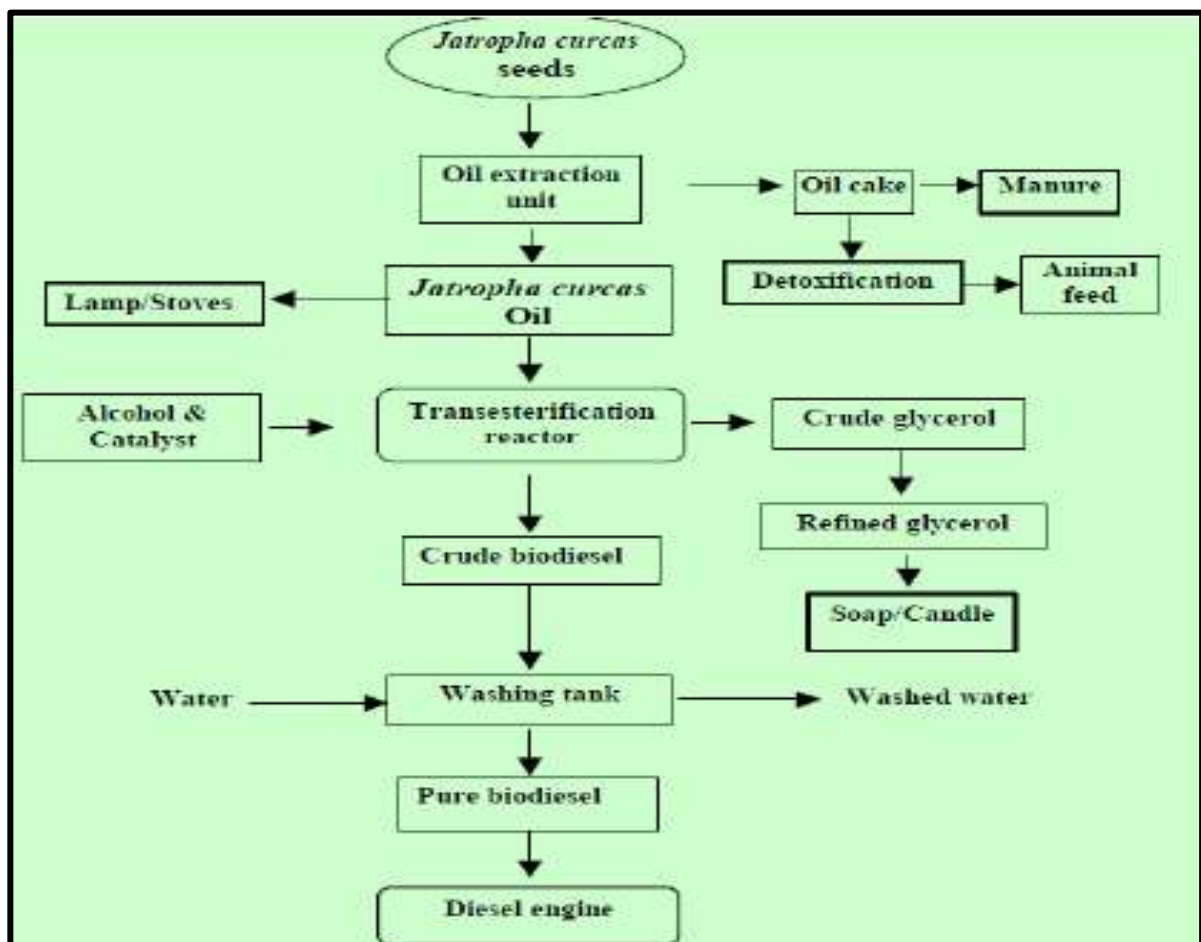 Jatropha curcas
seeds
Oil extraction
unit
Oil cake
Manure
Detoxification
Animal
feed
Lamp/Stoves
Jatropha curcas
Oil
Alcohol &
Catalyst
Transesterification
reactor
Crude glycerol
Refined glycerol
Crude biodiesel
Soap/Candle
Water
Washing tank
Washed water
Pure biodiesel
Diesel engine